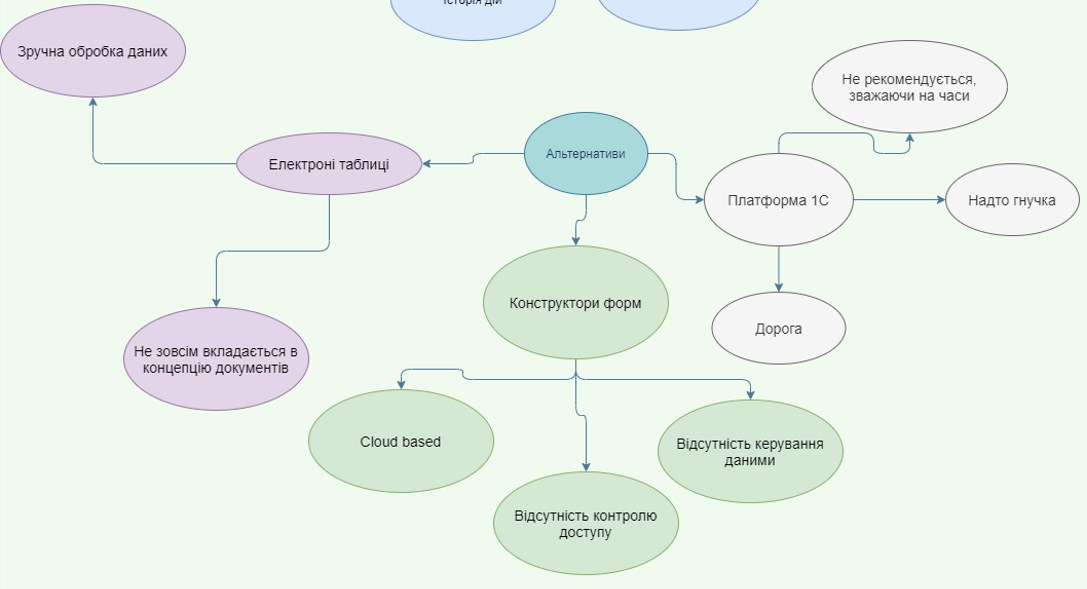 історія дій
Зручна обробка даних
Не рекомендується,
зважаючи на часи
Альтернативи
Електроні таблиці
Платформа 1С
Надто гнучка
Конструктори форм
Дорога
Не зовсім вкладається в
концепцію документів
Cloud based
Відсутність керування
даними
Відсутність контролю
доступу